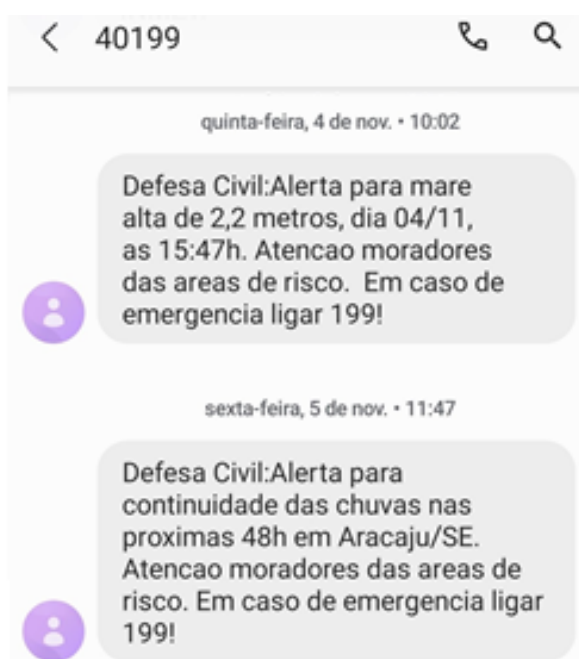 40199
quinta-feira, 4 de nov. • 10:02
Defesa Civil:Alerta para mare
alta de 2,2 metros, dia 04/11,
as 15:47h. Atencao moradores
das areas de risco.  Em caso de
emergencia ligar 199!
sexta-feira, 5 de nov. • 11:47
Defesa Civil:Alerta para
continuidade das chuvas nas
proximas 48h em Aracaju/SE.
Atencao moradores das areas de
risco. Em caso de emergencia ligar
199!